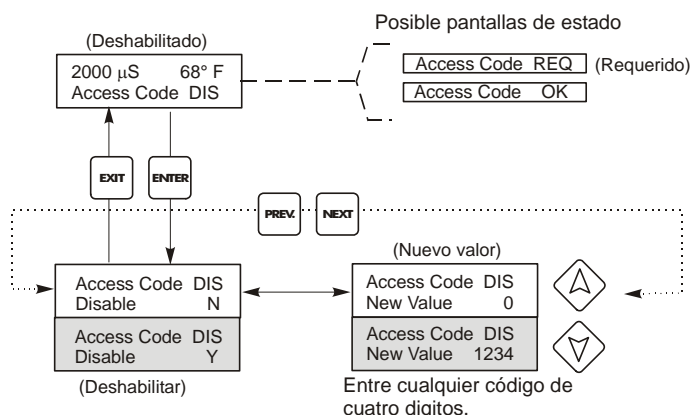 Posible pantallas de estado
(Deshabilitado)
2000 µS 68° F
Access Code DIS
Access Code REQ (Requerido)
Access Code OK
EXIT ENTER
PREV. NEXT
(Nuevo valor)
Access Code DIS
Disable N
Access Code DIS
Disable Y
(Deshabilitar)
Access Code DIS
New Value 0
Access Code DIS
New Value 1234
Entre cualquier código de
cuatro digitos.